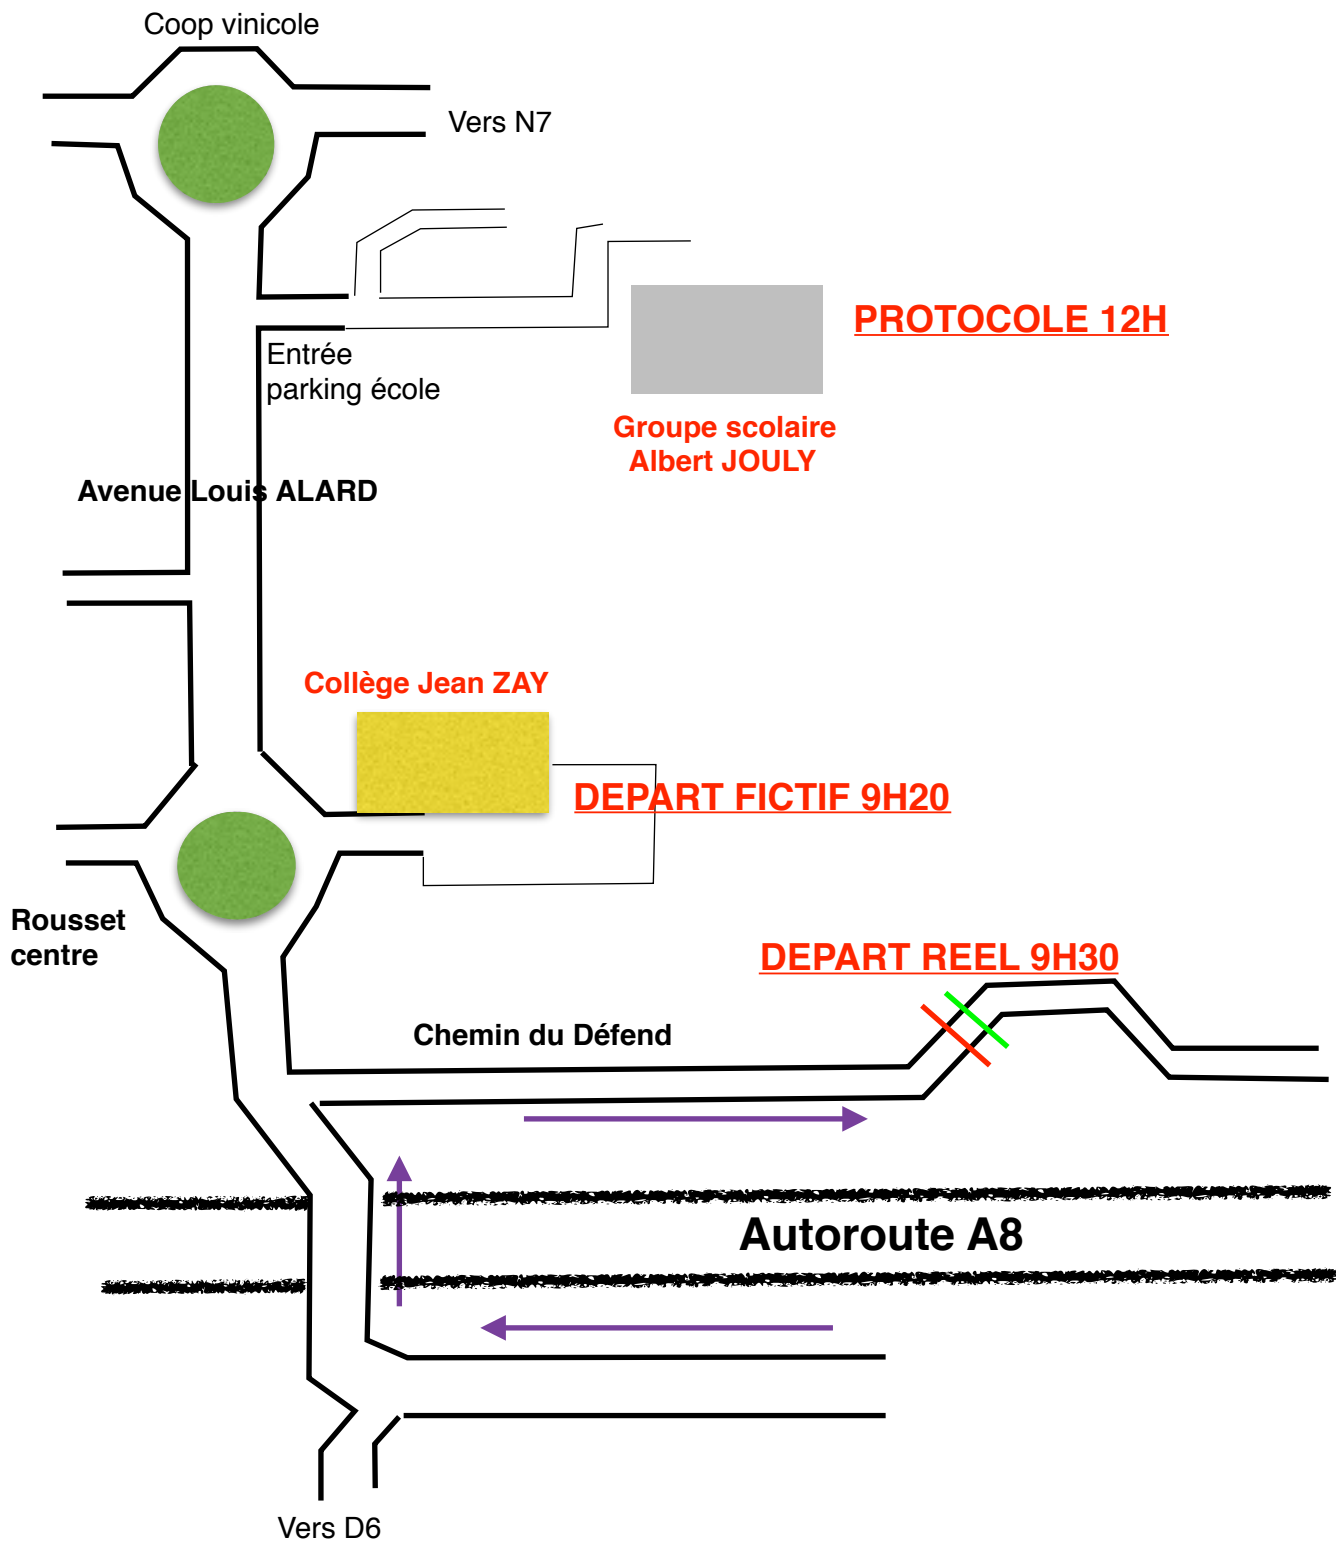 Coop vinicole
Vers N7
PROTOCOLE 12H
Entrée
parking école
Groupe scolaire
Albert JOULY
Avenue Louis ALARD
Collège Jean ZAY
DEPART FICTIF 9H20
Rousset
centre
DEPART REEL 9H30
Chemin du Défend
Autoroute A8
Vers D6